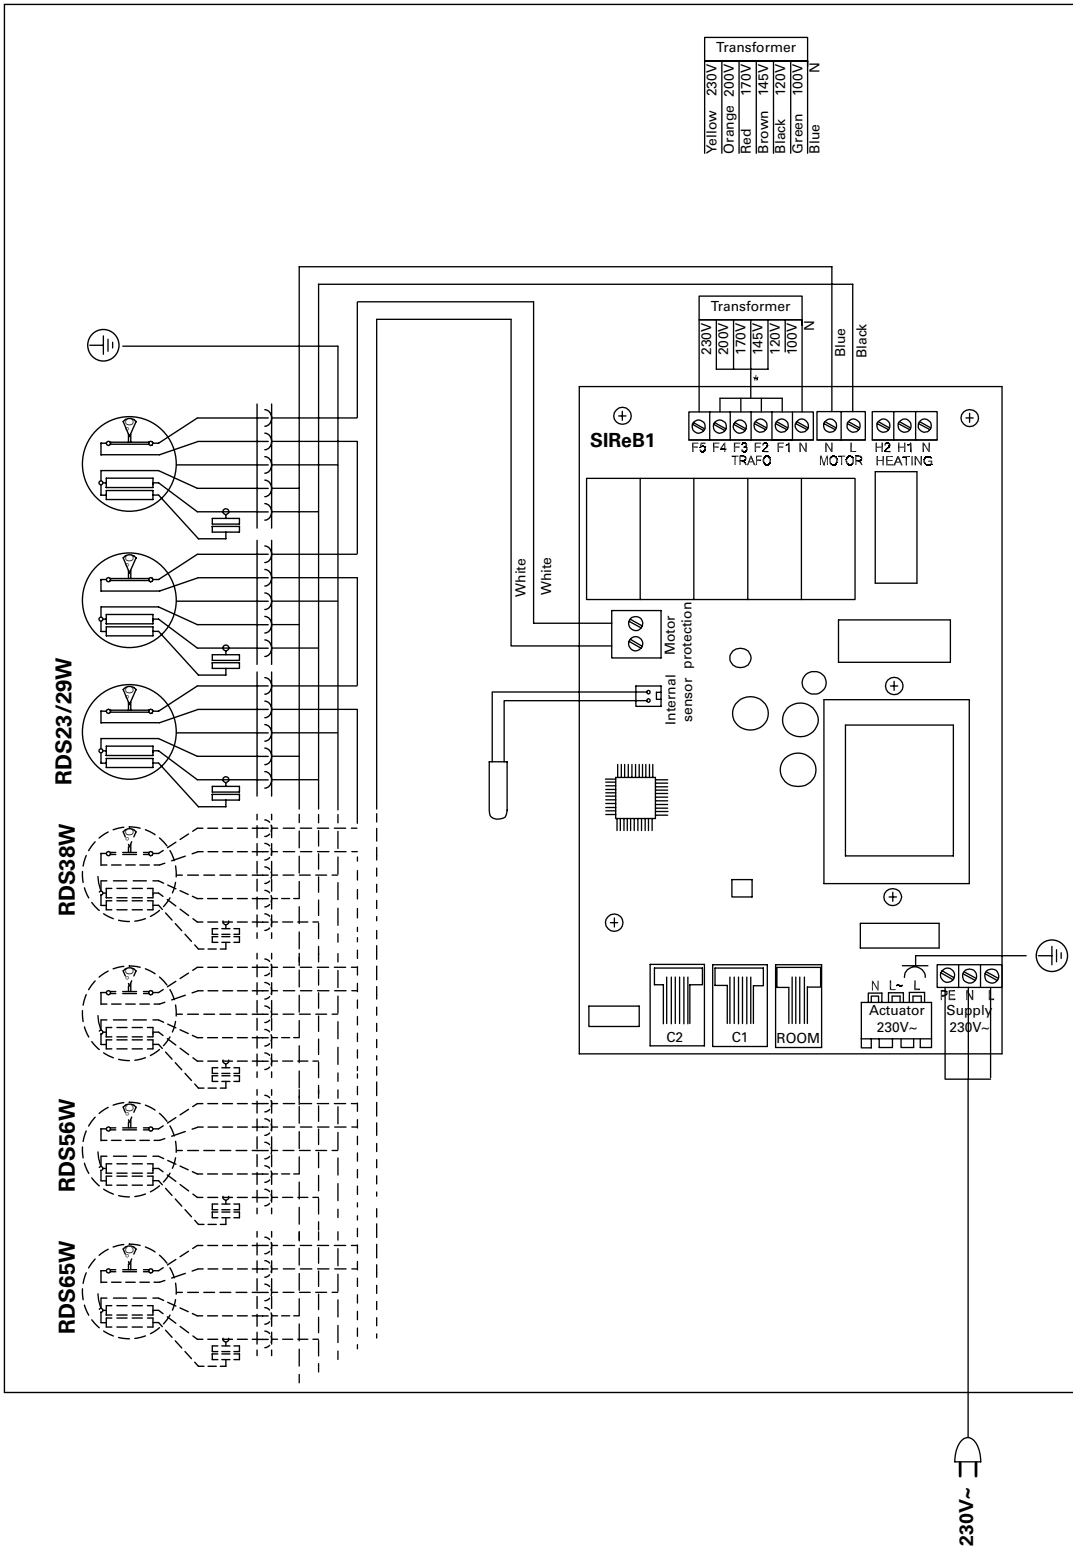 Transformer
Yellow 230V
Orange 200V
Red 170V
Brown 145V
Black 120V
Green 100V
Blue N
Transformer
230V
200V
170V
145V
120V
100V
N
*
Blue
Black
SIReB1
F5 F4 F3 F2 F1 N
TRAFO
N L
MOTOR
H2 H1 N
HEATING
White
White
Motor
protection
Internal
sensor
RDS23/29W
RDS38W
RDS56W
RDS65W
C2
C1
ROOM
N L~ L
Actuator
230V~
PE N L
Supply
230V~
230V~